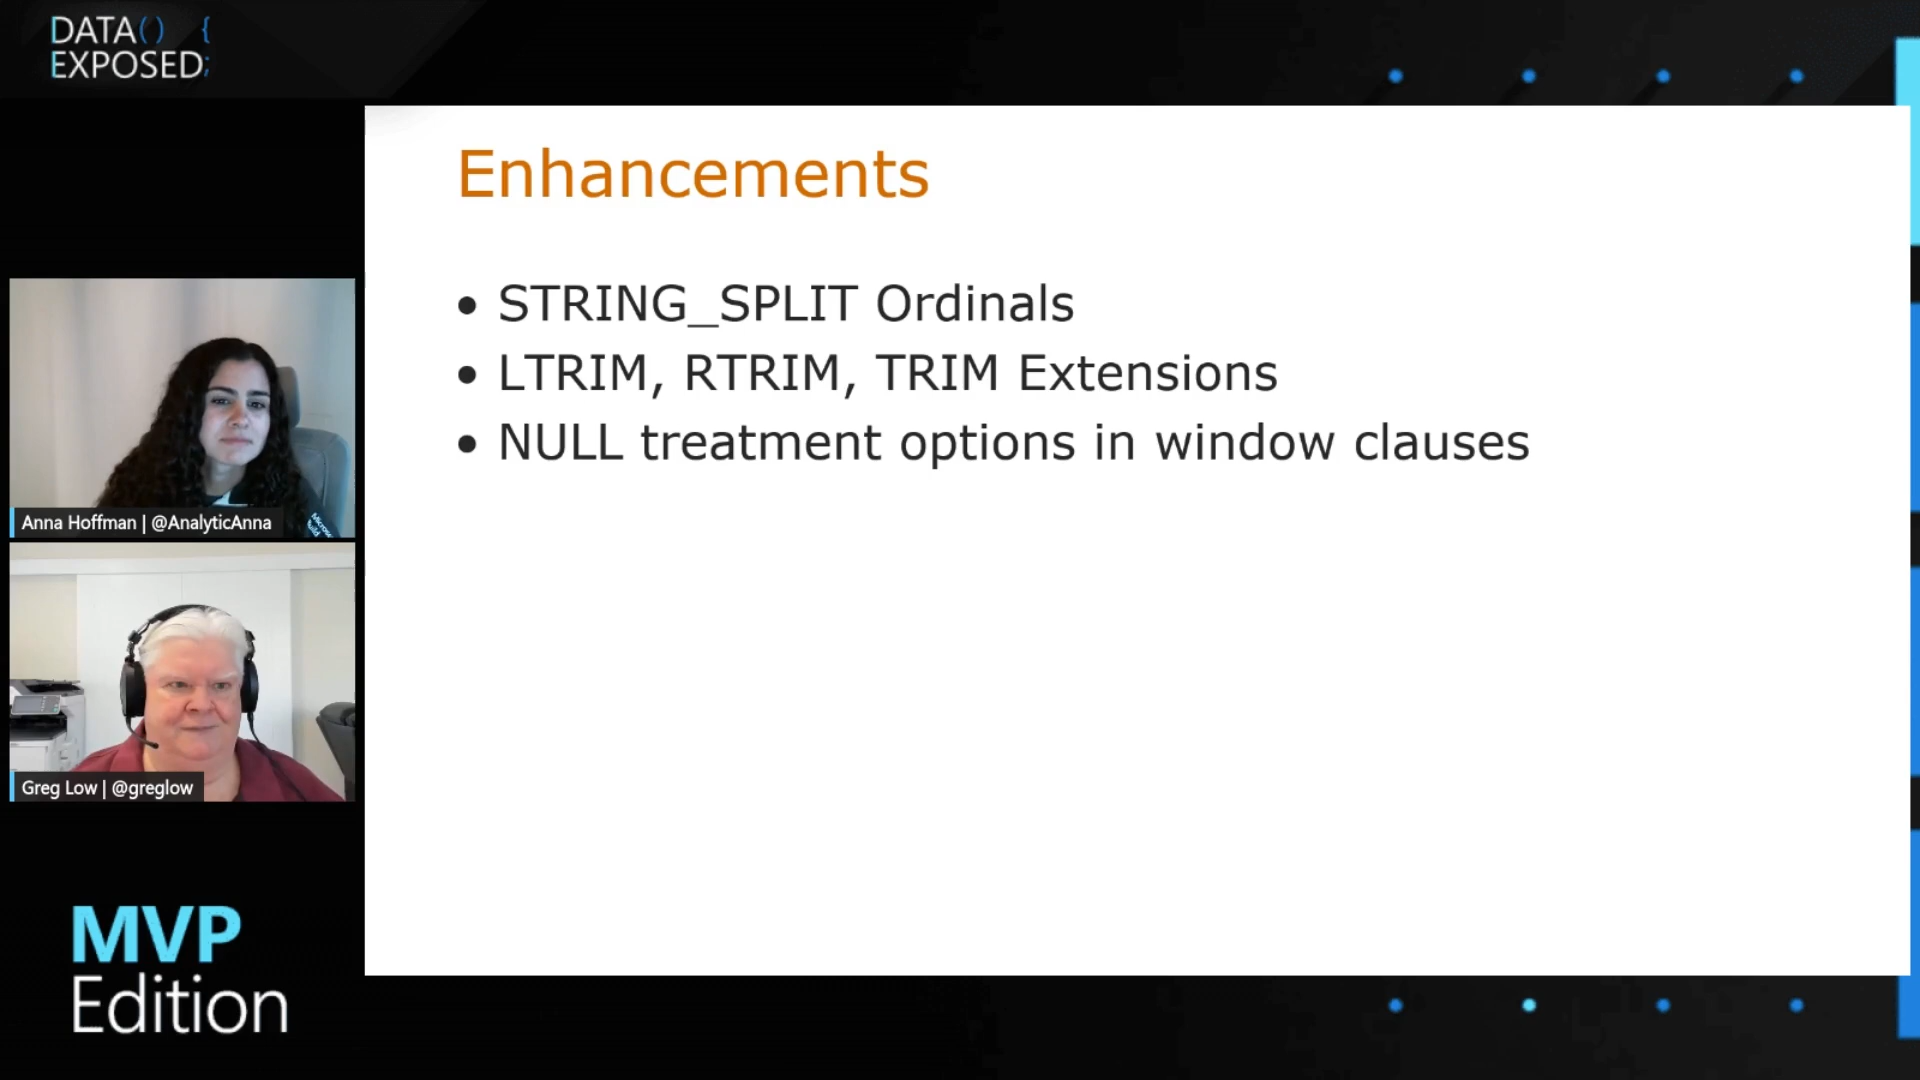 DATA() {
EXPOSED;
Enhancements
• STRING_SPLIT Ordinals
• LTRIM, RTRIM, TRIM Extensions
• NULL treatment options in window clauses
Anna Hoffman | @AnalyticAnna
Greg Low | @greglow
MVP
Edition